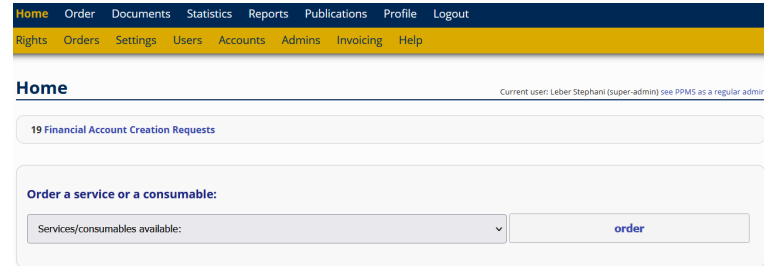 Home Order Documents Statistics Reports Publications Profile Logout
Rights Orders Settings Users Accounts Admins Invoicing Help
Home
Current user: Leber Stephani (super-admin) see PPMS as a regular admin
19 Financial Account Creation Requests
Order a service or a consumable:
Services/consumables available:
order